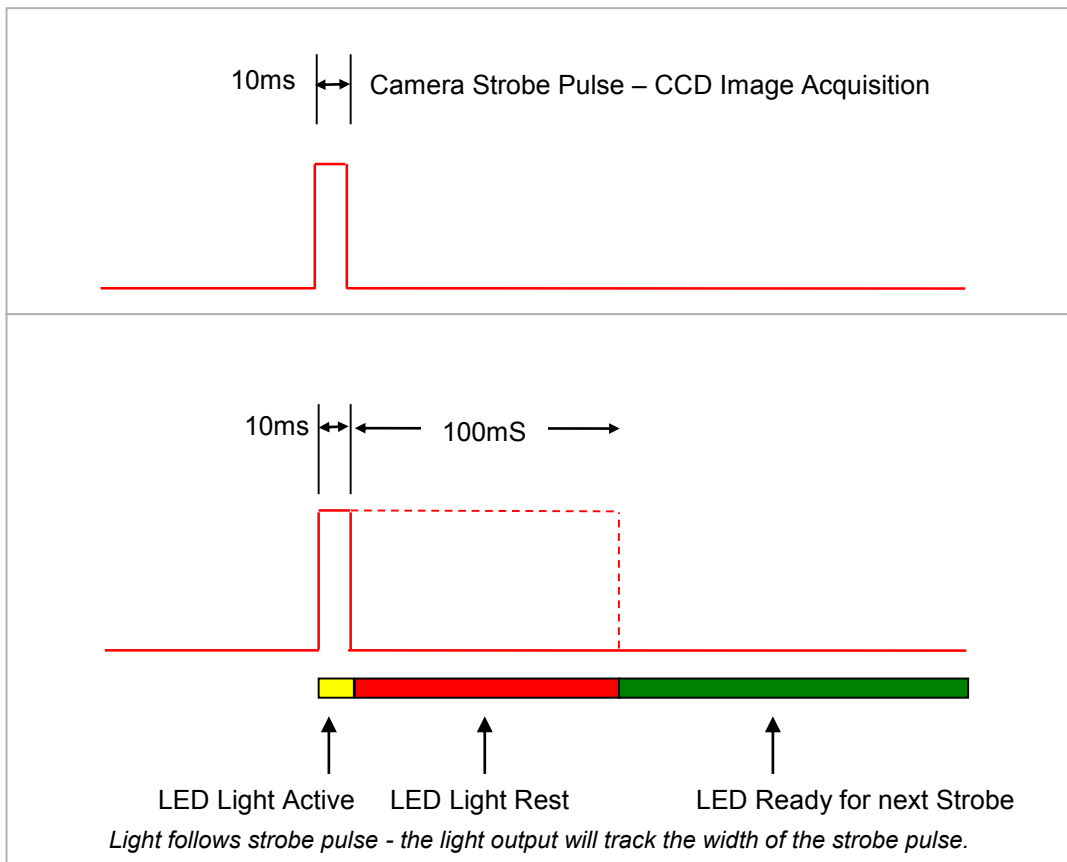 10ms Camera Strobe Pulse – CCD Image Acquisition
10ms 100mS
LED Light Active LED Light Rest LED Ready for next Strobe
Light follows strobe pulse - the light output will track the width of the strobe pulse.